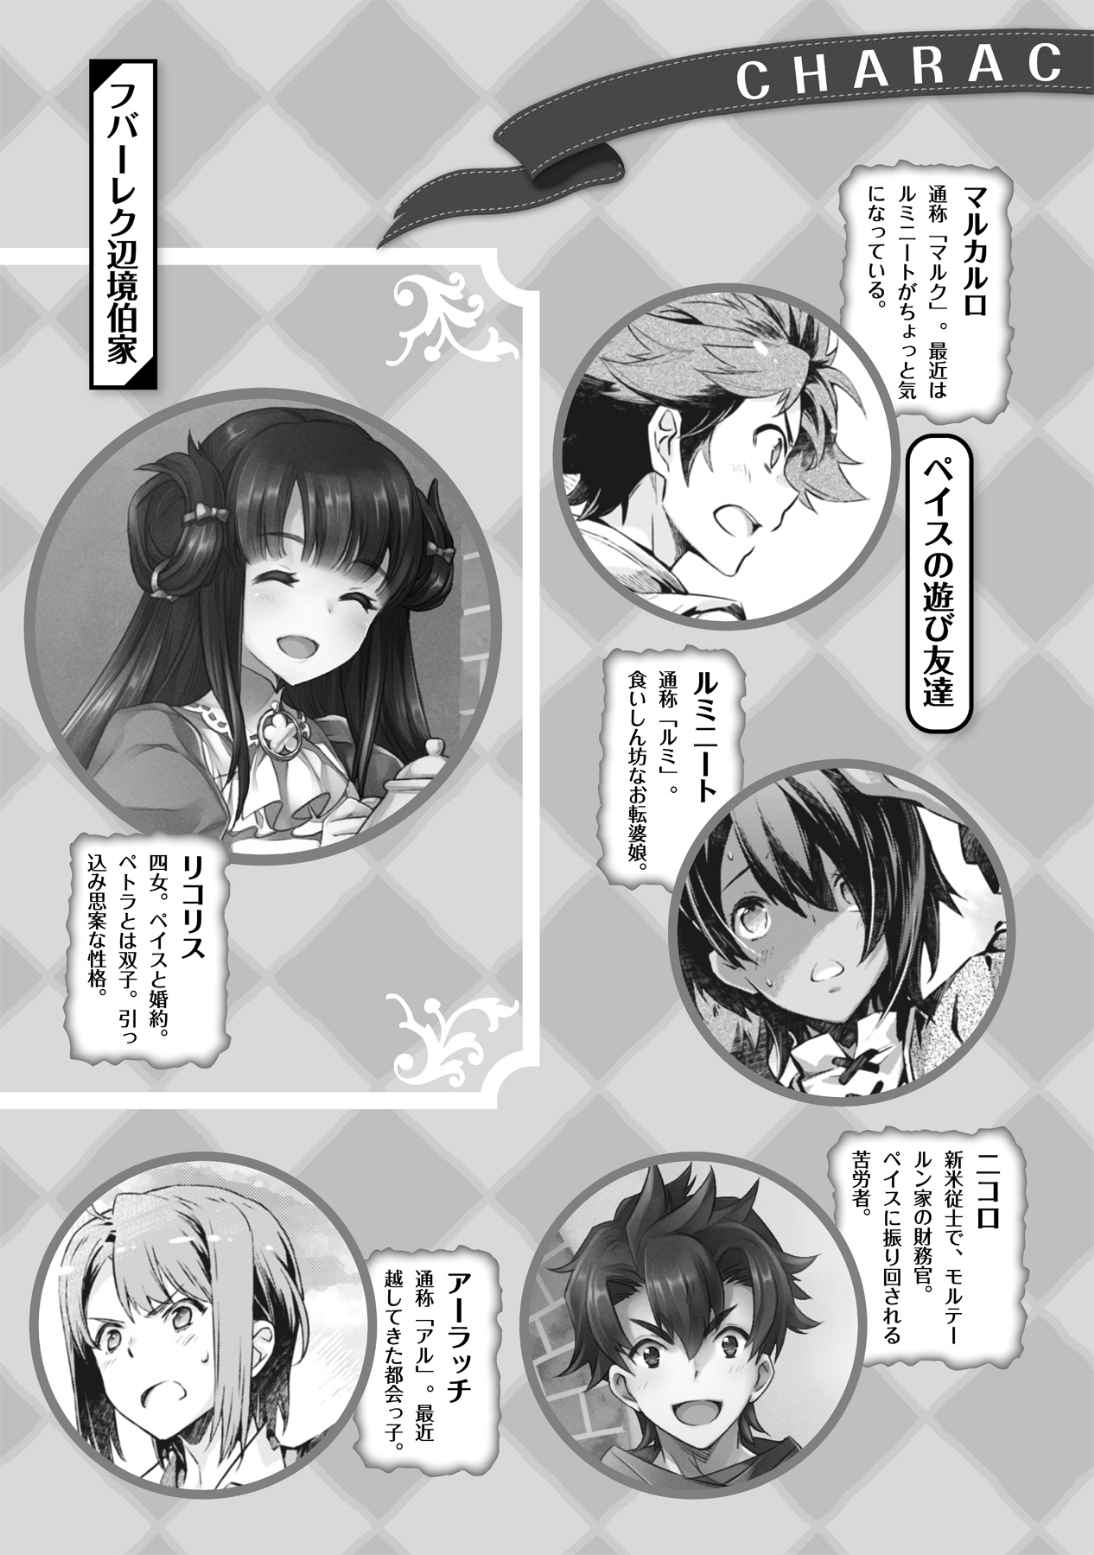 CHARAC
マルカルロ
通称「マルク」。最近は
ルミニートがちょっと気
になっている。
ペイスの遊び友達
ルミニート
通称「ルミ」。
食いしん坊なお転婆娘。
ニコロ
新米従士で、モルテー
ルン家の財務官。
ペイスに振り回される
苦労者。
フバーレク辺境伯家
リコリス
四女。ペイスと婚約。
ペトラとは双子。引っ
込み思案な性格。
アーラッチ
通称「アル」。最近
越してきた都会っ子。